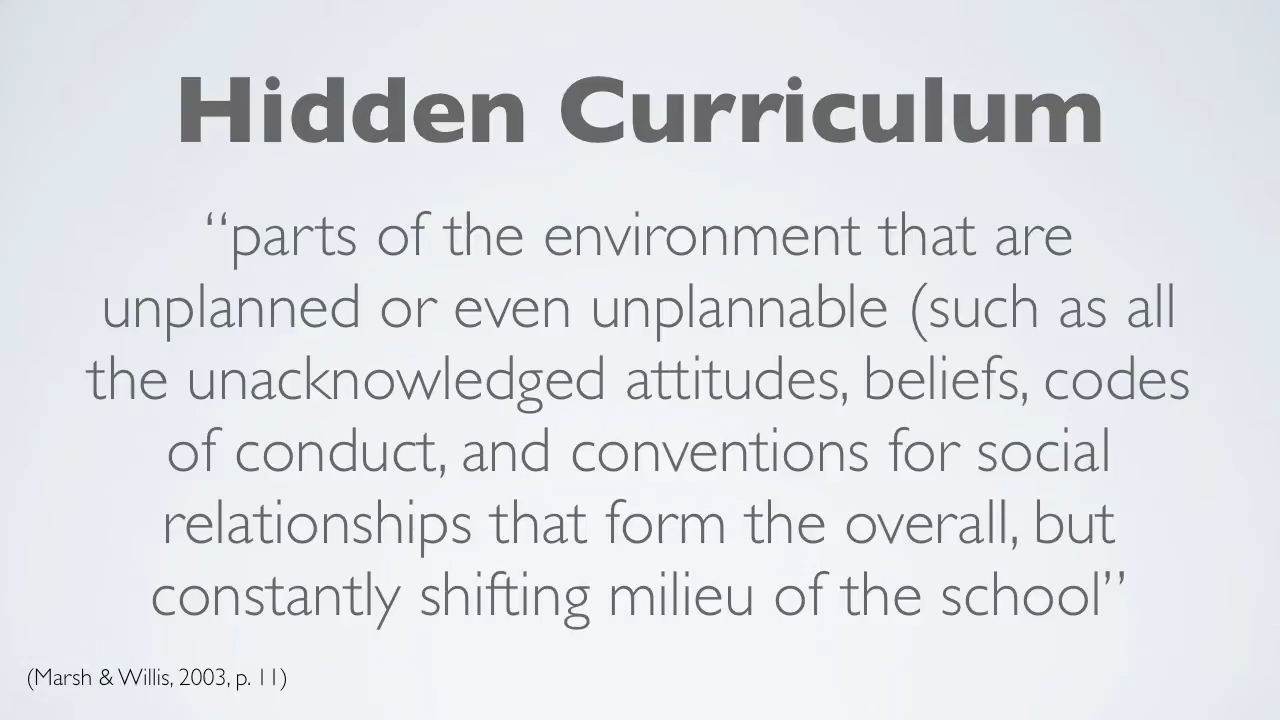 Hidden Curriculum
“parts of the environment that are
unplanned or even unplannable (such as all
the unacknowledged attitudes, beliefs, codes
of conduct, and conventions for social
relationships that form the overall, but
constantly shifting milieu of the school”
(Marsh & Willis, 2003, p. 11)